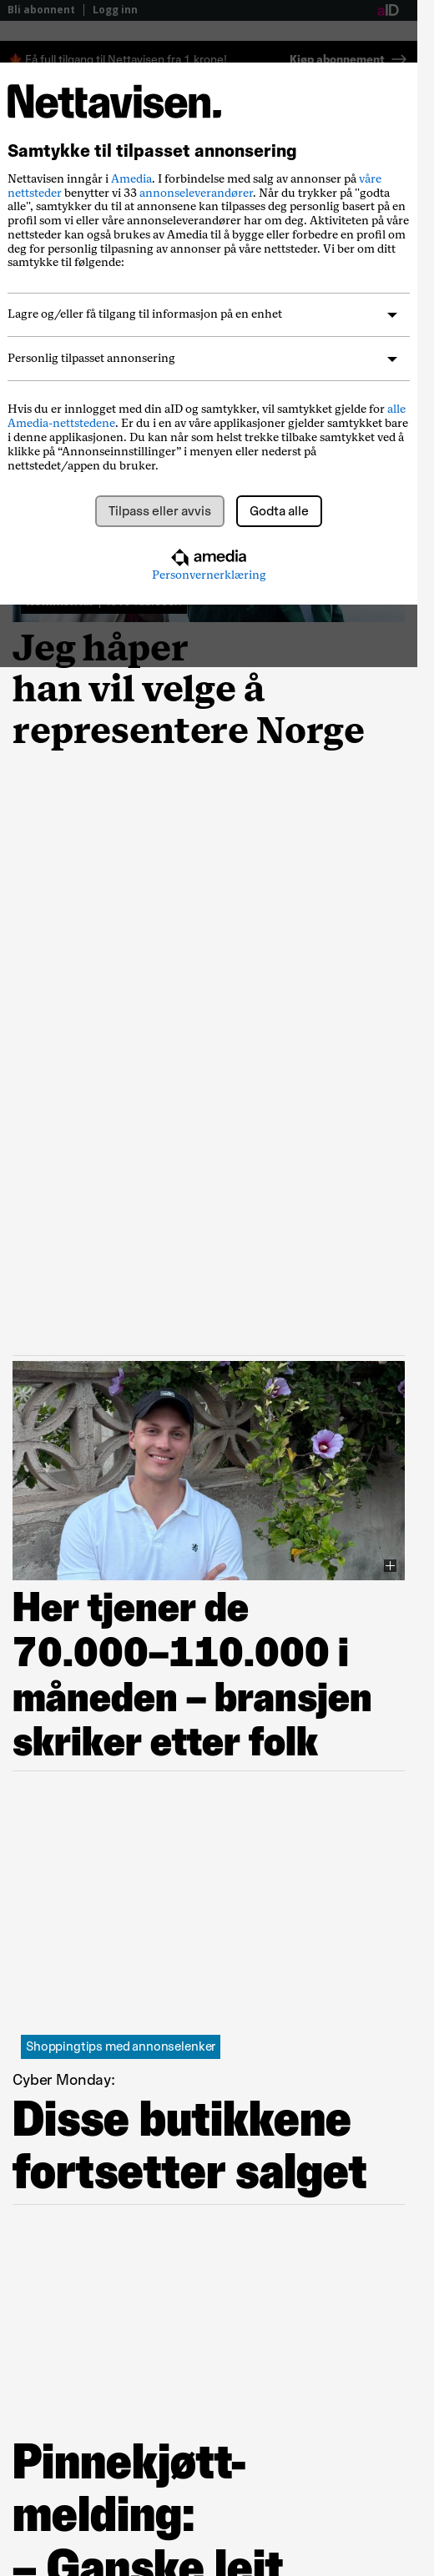 Bli abonnent | Logg inn
aID
Få full tilgang til Nettavisen fra 1 krone! Kjøp abonnement
Nettavisen.
Samtykke til tilpasset annonsering
Nettavisen inngår i Amedia. I forbindelse med salg av annonser på våre
nettsteder benytter vi 33 annonseleverandører. Når du trykker på "godta
alle", samtykker du til at annonsene kan tilpasses deg personlig basert på en
profil som vi eller våre annonseleverandører har om deg. Aktiviteten på våre
nettsteder kan også brukes av Amedia til å bygge eller forbedre en profil om
deg for personlig tilpasning av annonser på våre nettsteder. Vi ber om ditt
samtykke til følgende:
Lagre og/eller få tilgang til informasjon på en enhet
Personlig tilpasset annonsering
Hvis du er innlogget med din aID og samtykker, vil samtykket gjelde for alle
Amedia-nettstedene. Er du i en av våre applikasjoner gjelder samtykket bare
i denne applikasjonen. Du kan når som helst trekke tilbake samtykket ved å
klikke på “Annonseinnstillinger” i menyen eller nederst på
nettstedet/appen du bruker.
Tilpass eller avvis
Godta alle
amedia
Personvernerklæring
Jeg håper
han vil velge å
representere Norge
Her tjener de
70.000–110.000 i
måneden – bransjen
skriker etter folk
Shoppingtips med annonselenker
Cyber Monday:
Disse butikkene
fortsetter salget
Pinnekjøtt-
melding:
– Ganske leit